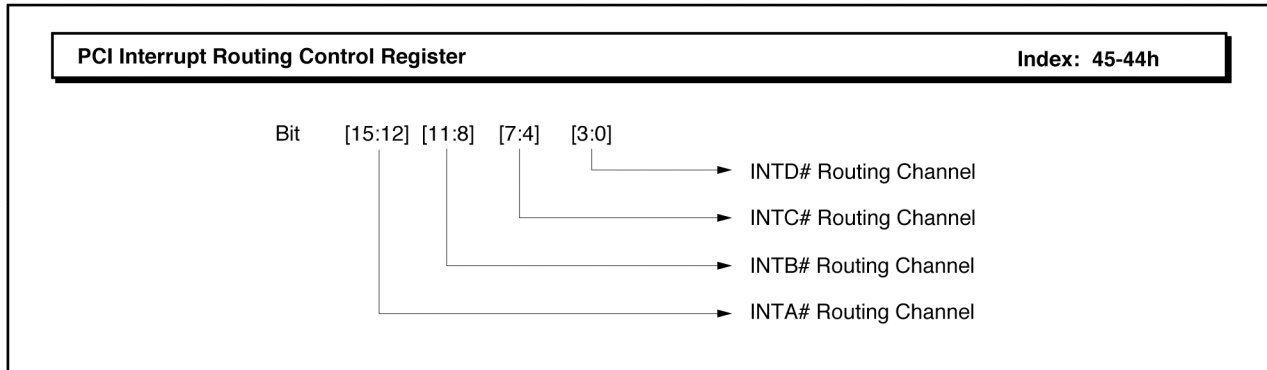 PCI Interrupt Routing Control Register Index: 45-44h
Bit [15:12] [11:8] [7:4] [3:0]
INTD# Routing Channel
INTC# Routing Channel
INTB# Routing Channel
INTA# Routing Channel